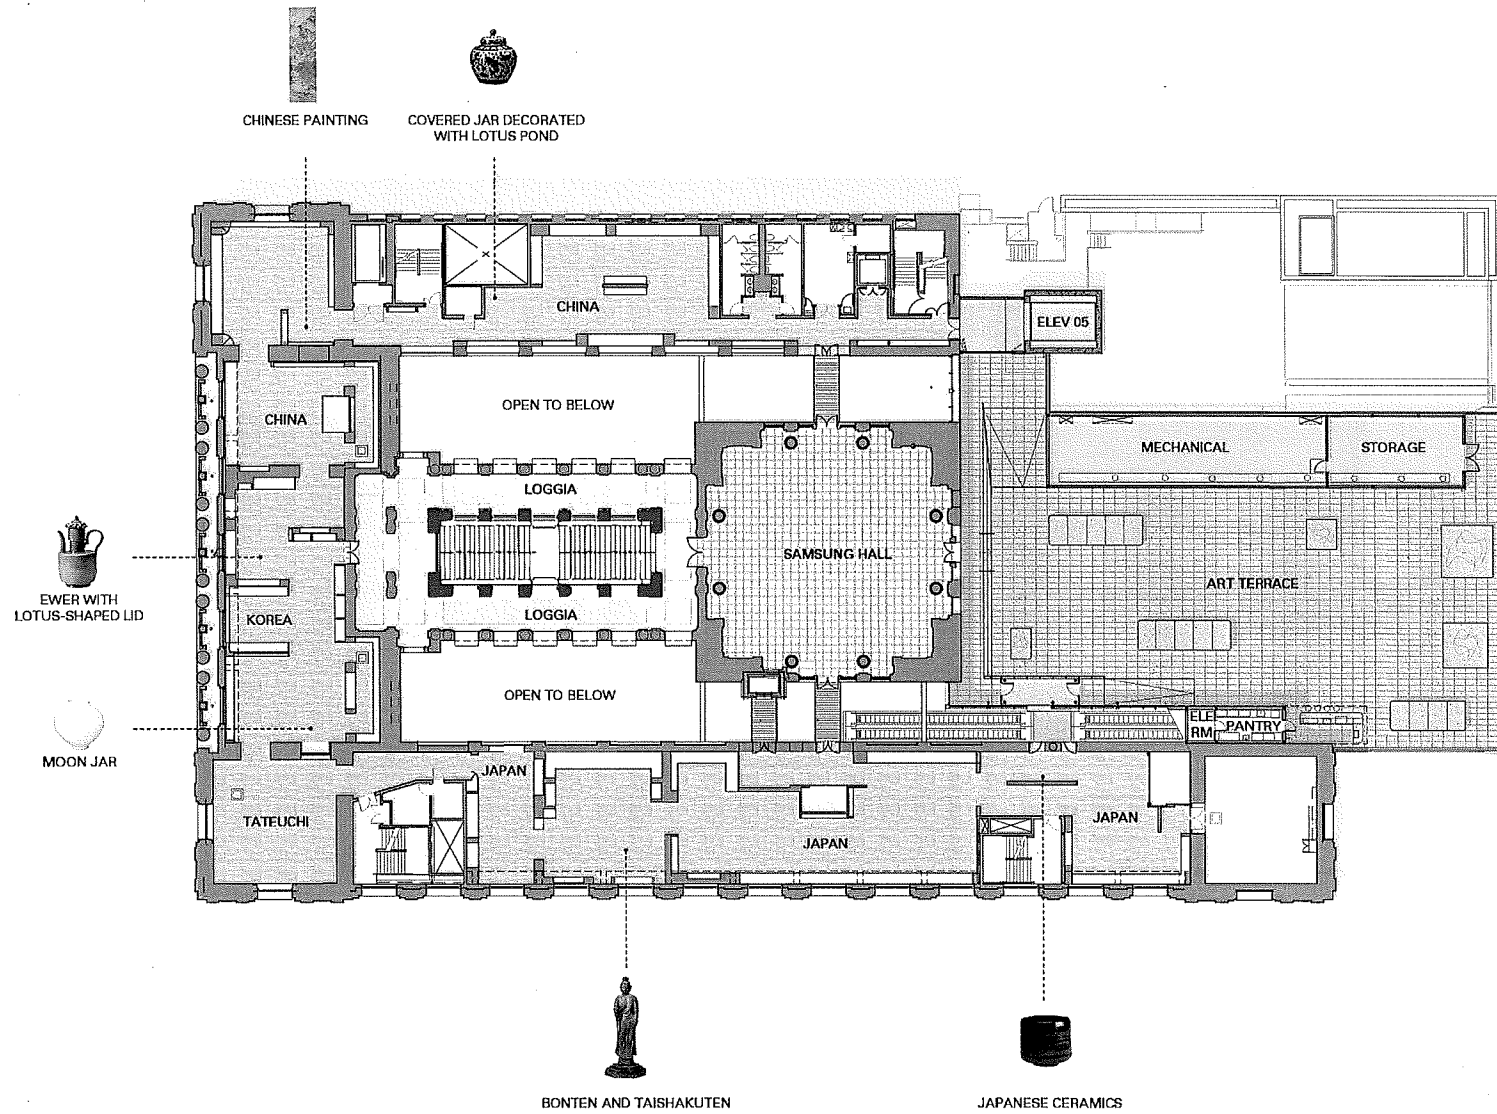 CHINESE PAINTING
COVERED JAR DECORATED
WITH LOTUS POND
CHINA
ELEV 05
OPEN TO BELOW
CHINA
MECHANICAL
STORAGE
LOGGIA
SAMSUNG HALL
ART TERRACE
EWER WITH
LOTUS-SHAPED LID
KOREA
LOGGIA
OPEN TO BELOW
ELE
RM
PANTRY
MOON JAR
JAPAN
TATEUCHI
JAPAN
JAPAN
BONTEN AND TAISHAKUTEN
JAPANESE CERAMICS